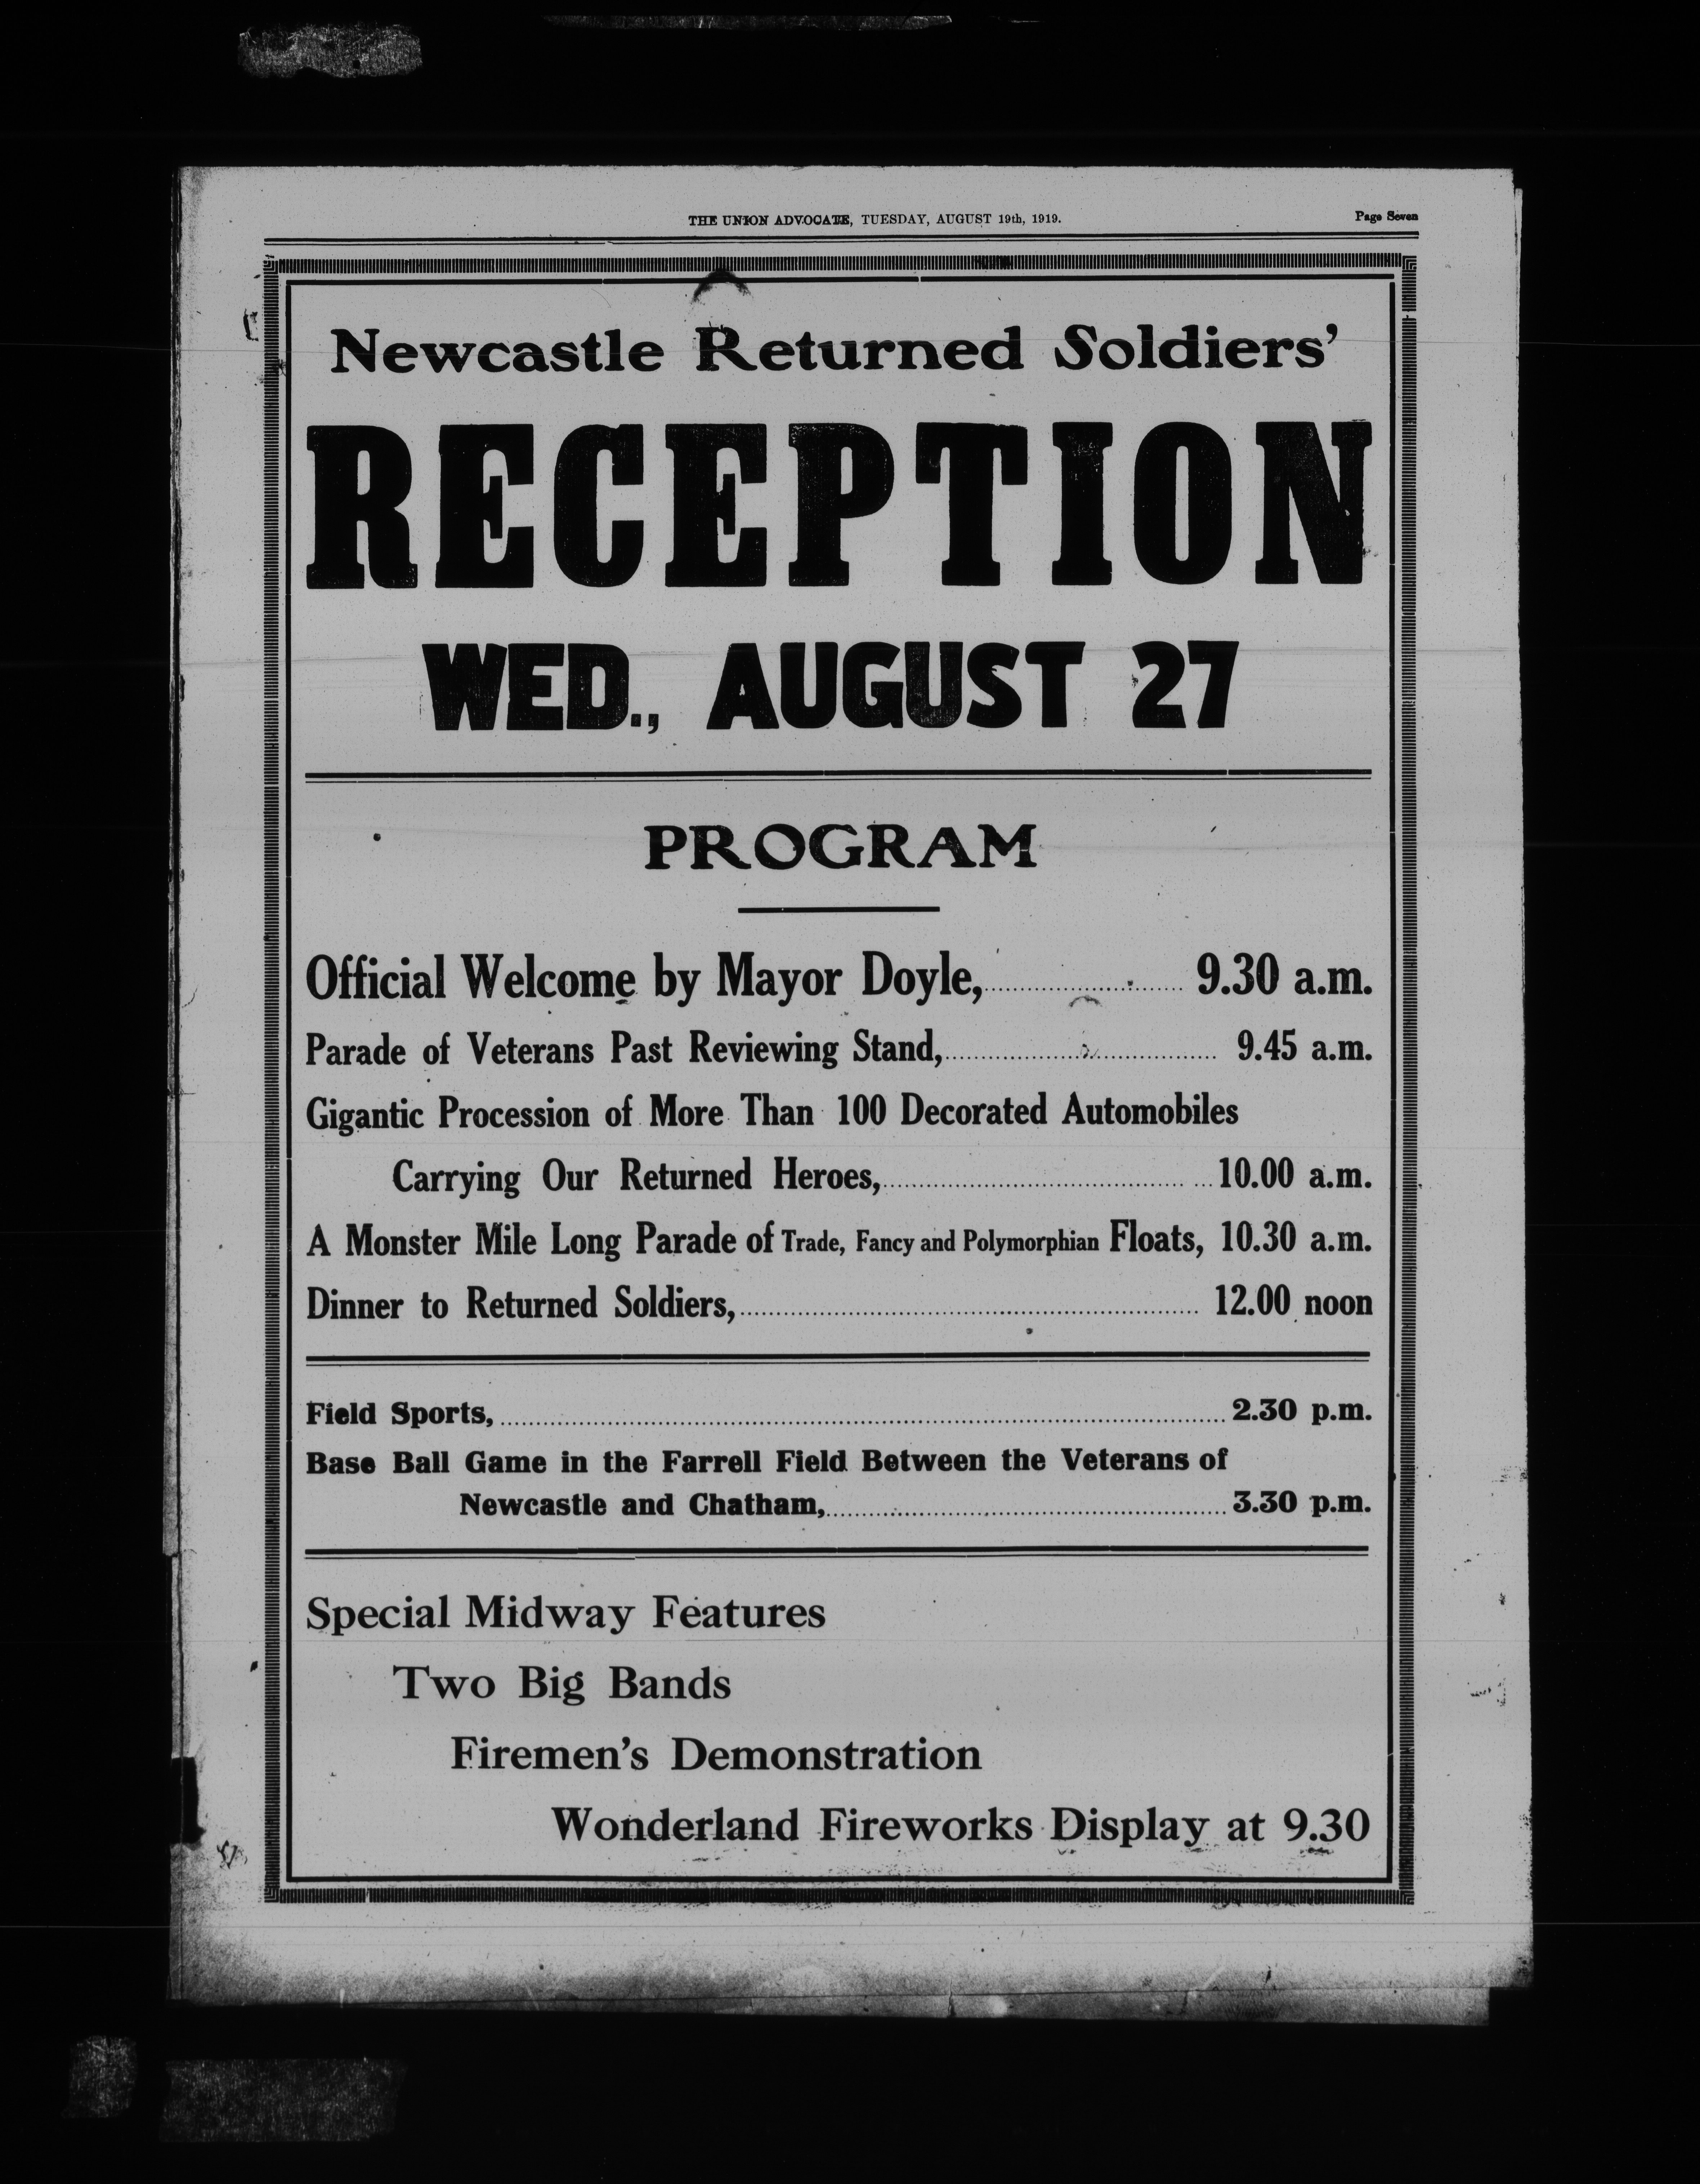 THE UNION ADVOCATE, TUESDAY, AUGUST 19th, 1919.
Page Seven
Newcastle Returned Soldiers’
RECEPTION
WED., AUGUST 27
PROGRAM
Official Welcome by Mayor Doyle, 9.30 a.m.
Parade of Veterans Past Reviewing Stand, 9.45 a.m.
Gigantic Procession of More Than 100 Decorated Automobiles
Carrying Our Returned Heroes, 10.00 a.m.
A Monster Mile Long Parade of Trade, Fancy and Polymorphian Floats, 10.30 a.m.
Dinner to Returned Soldiers, 12.00 noon
Field Sports, 2.30 p.m.
Base Ball Game in the Farrell Field Between the Veterans of
Newcastle and Chatham, 3.30 p.m.
Special Midway Features
Two Big Bands
Firemen’s Demonstration
Wonderland Fireworks Display at 9.30